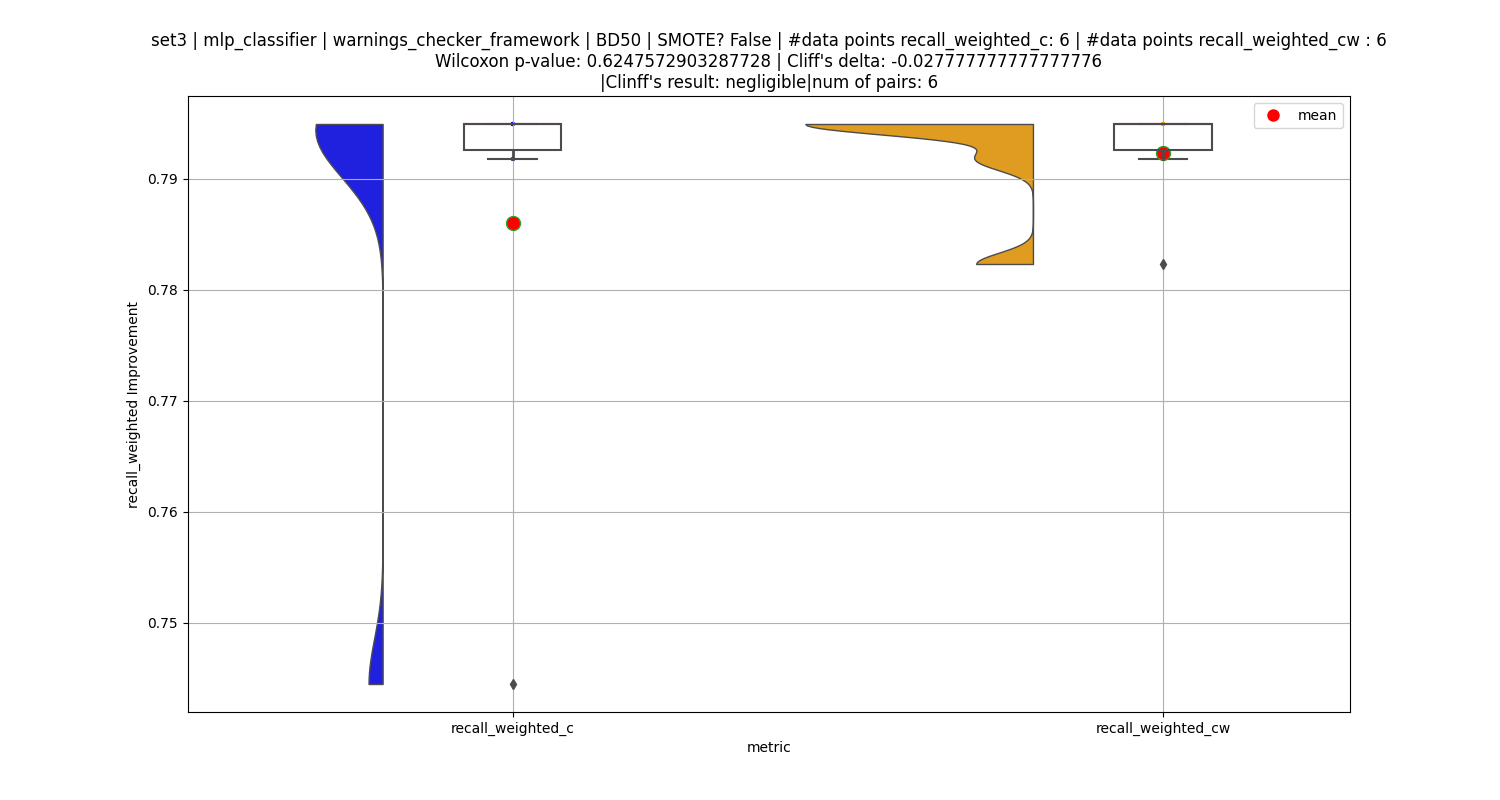 set3 | mlp_classifier | warnings_checker_framework | BD50 | SMOTE? False | #data points recall_weighted_c: 6 | #data points recall_weighted_cw : 6
Wilcoxon p-value: 0.6247572903287728 | Cliff's delta: -0.027777777777777776
|Clinff's result: negligible|num of pairs: 6
mean
0.79
0.78
0.77
0.76
0.75
recall_weighted Improvement
recall_weighted_c
recall_weighted_cw
metric